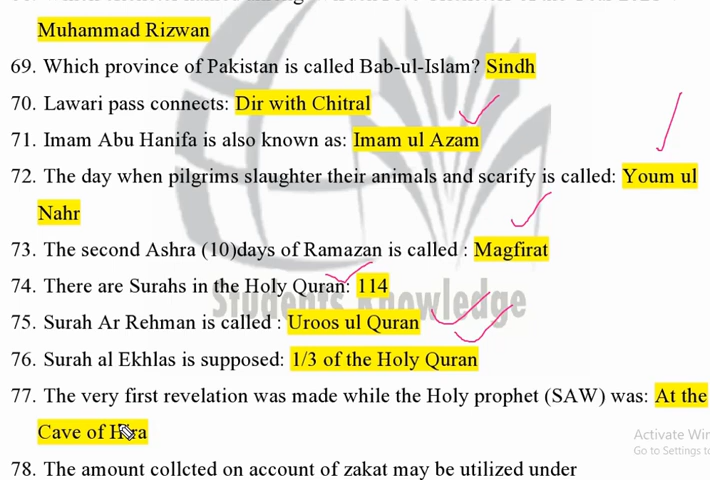 Muhammad Rizwan
69. Which province of Pakistan is called Bab-ul-Islam? Sindh
70. Lawari pass connects: Dir with Chitral
71. Imam Abu Hanifa is also known as: Imam ul Azam
72. The day when pilgrims slaughter their animals and scarify is called: Youm ul
Nahr
73. The second Ashra (10)days of Ramazan is called : Magfirat
74. There are Surahs in the Holy Quran: 114
Students Knowledge
75. Surah Ar Rehman is called : Uroos ul Quran
76. Surah al Ekhlas is supposed: 1/3 of the Holy Quran
77. The very first revelation was made while the Holy prophet (SAW) was: At the
Cave of Hira
Activate Win
Go to Settings to
78. The amount collcted on account of zakat may be utilized under